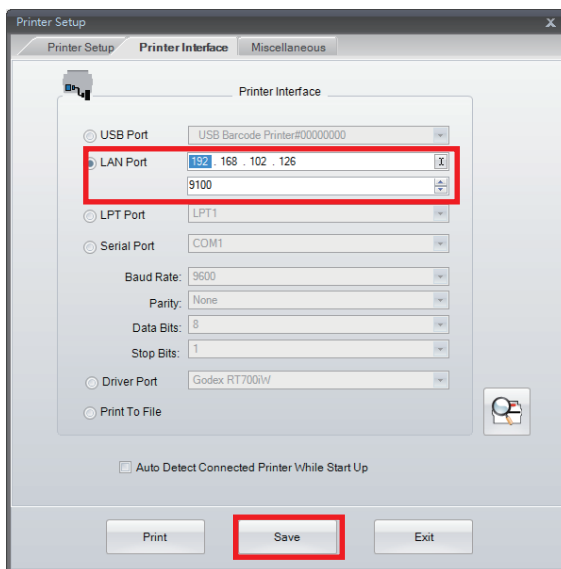 Printer Setup x
Printer Setup Printer Interface Miscellaneous
Printer Interface
USB Port USB Barcode Printer#00000000
LAN Port 192 . 168 . 102 . 126
9100
LPT Port LPT1
Serial Port COM1
Baud Rate: 9600
Parity: None
Data Bits: 8
Stop Bits: 1
Driver Port Godex RT700iW
Print To File
Auto Detect Connected Printer While Start Up
Print Save Exit